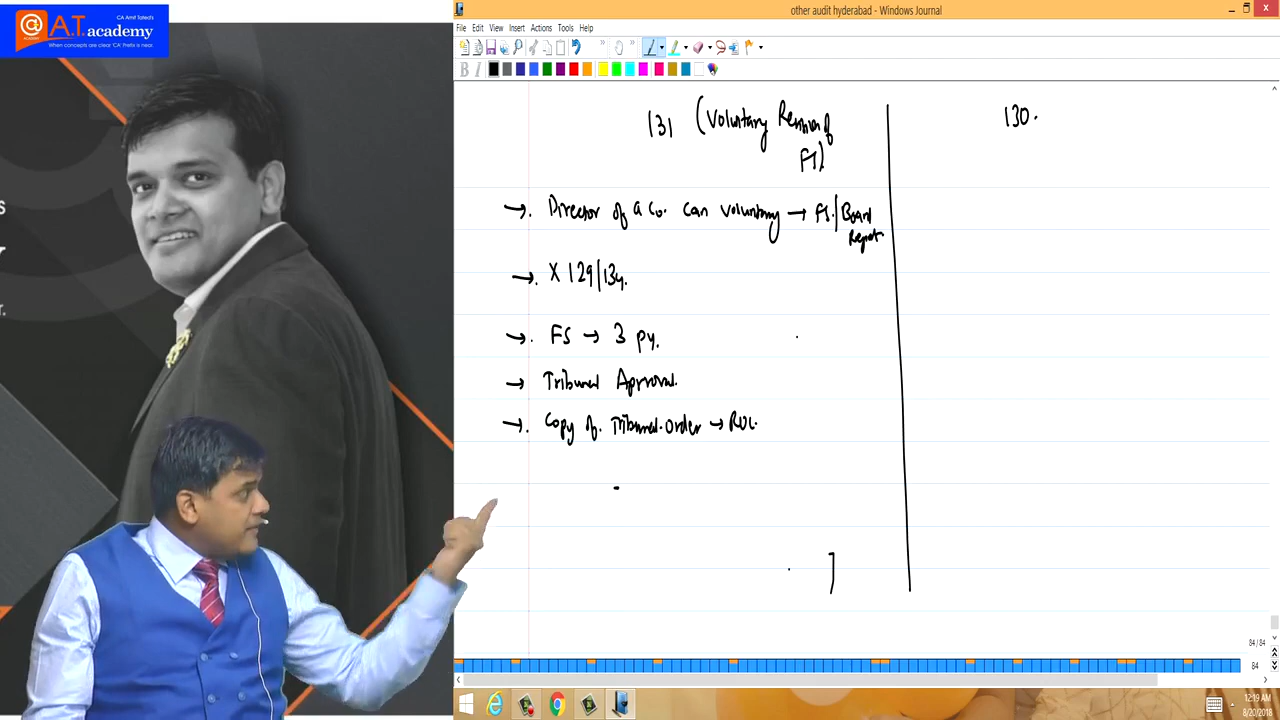 CA Amit Tated's
@ A.T. academy
ACADEMY
When concepts are clear 'CA' Prefix is near.
s
r.
other audit hyderabad - Windows Journal
File Edit View Insert Actions Tools Help
B I
131 (Voluntary Revision of
FS).
130.
→. Director of a Co. can voluntary → FS. / Board
Report
→. X 129/134.
→. FS → 3 py.
→ Tribunal Approval.
→. Copy of. Tribunal. order → ROC.
84 / 84
84
12:19 AM
8/20/2018